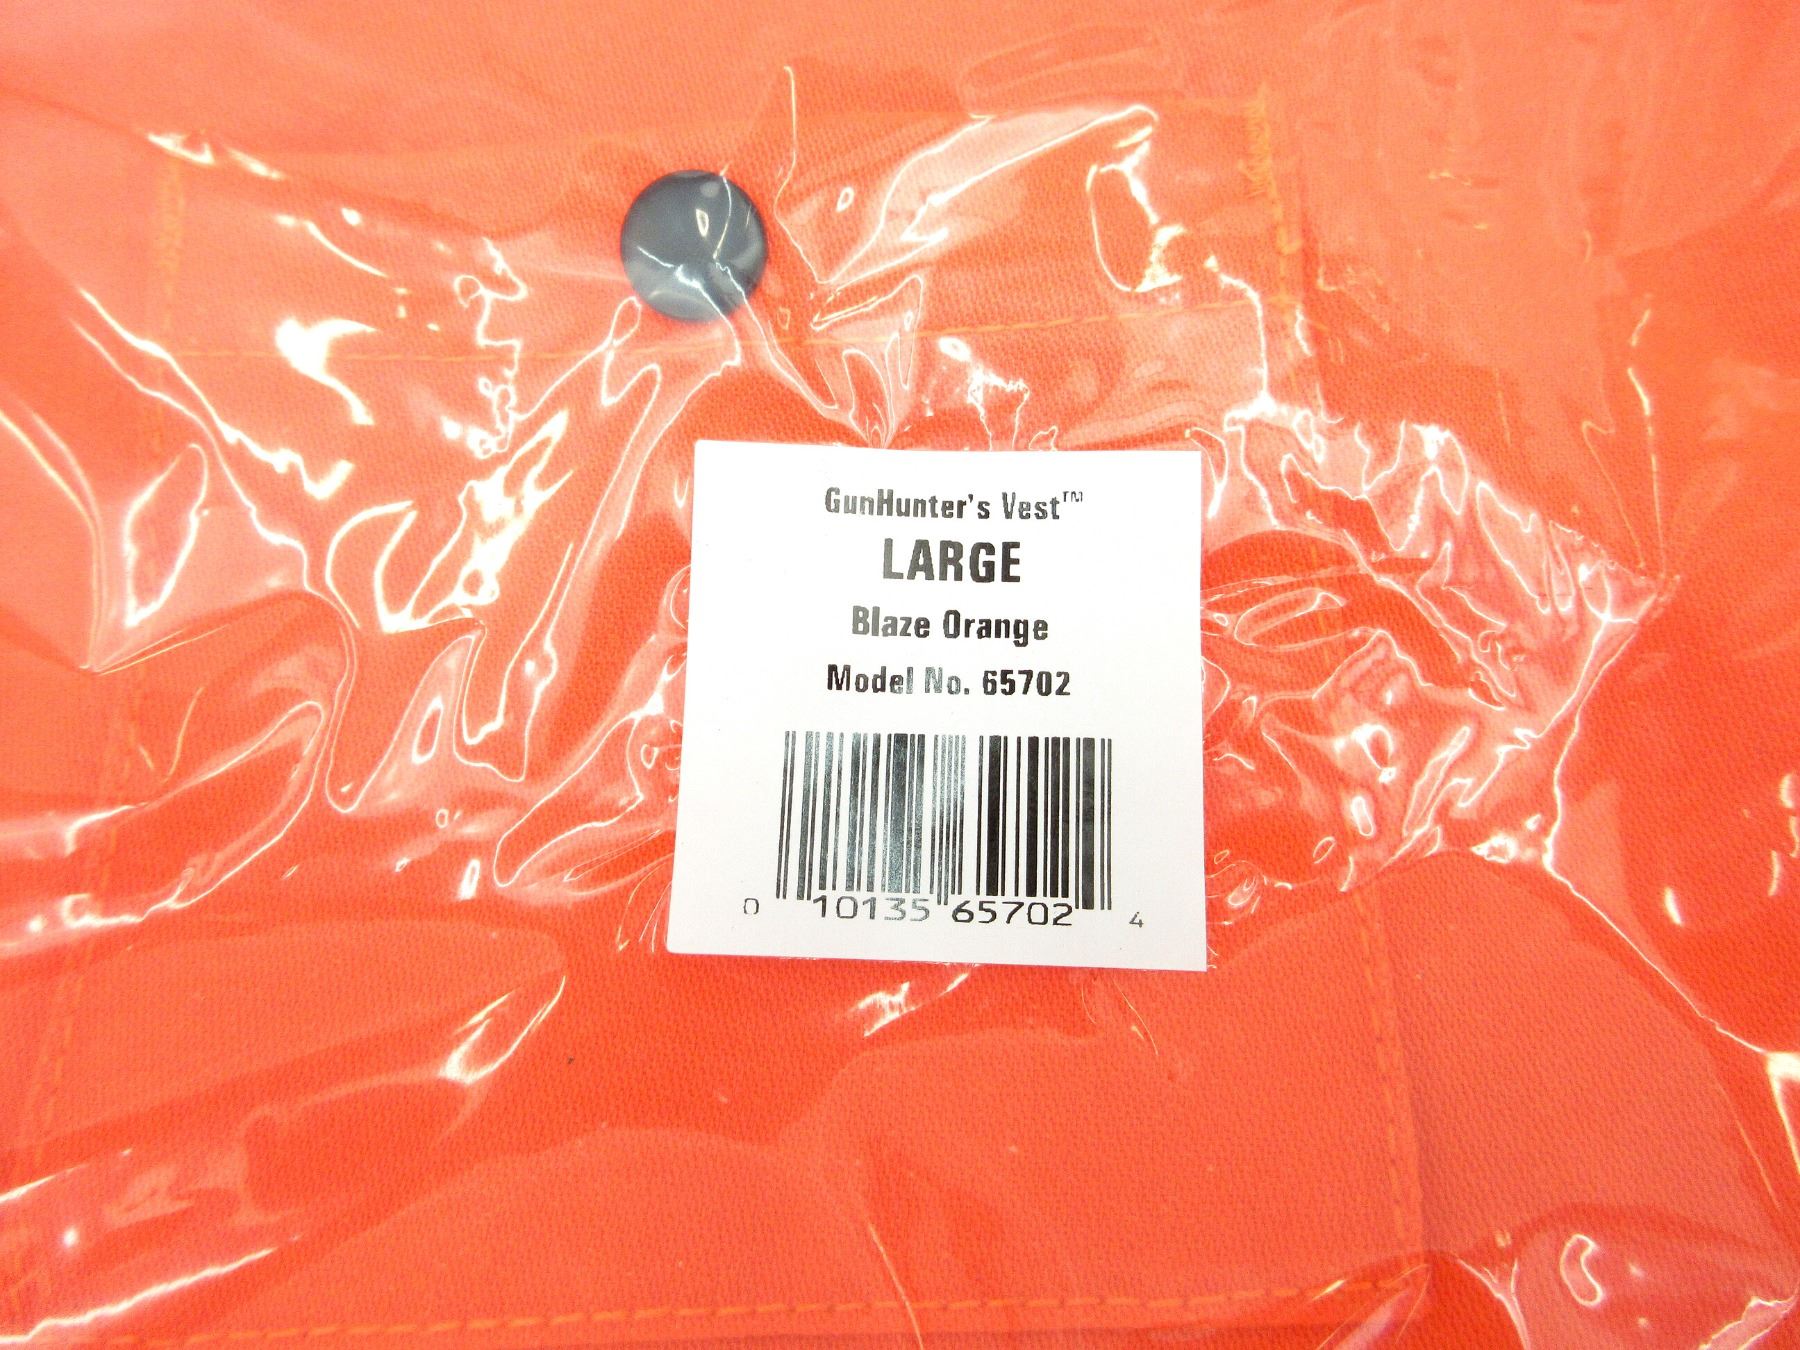 GunHunter's Vest™
LARGE
Blaze Orange
Model No. 65702
0 10135 65702 4